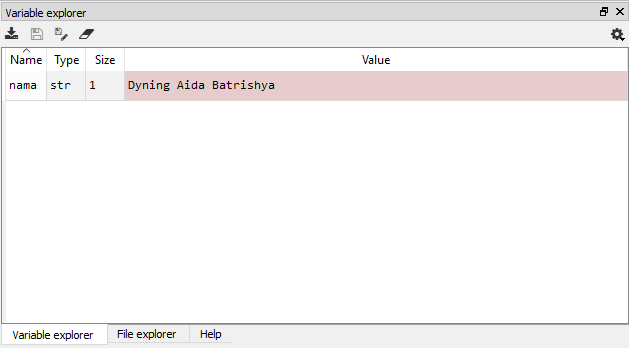 Variable explorer
Name Type Size Value
nama str 1 Dyning Aida Batrishya
Variable explorer File explorer Help